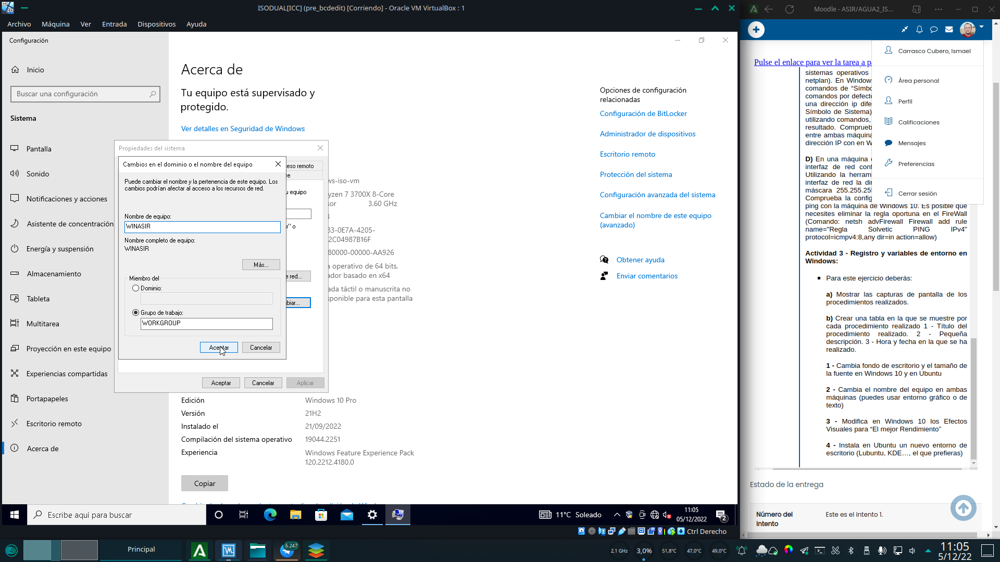 ISODUAL[ICC] (pre_bcdedit) [Corriendo] - Oracle VM VirtualBox : 1
Archivo Máquina Ver Entrada Dispositivos Ayuda
Configuración
Inicio
Buscar una configuración
Sistema
Pantalla
Sonido
Notificaciones y acciones
Asistente de concentración
Energía y suspensión
Almacenamiento
Tableta
Multitarea
Proyección en este equipo
Experiencias compartidas
Portapapeles
Escritorio remoto
Acerca de
Acerca de
Tu equipo está supervisado y
protegido.
Ver detalles en Seguridad de Windows
Propiedades del sistema
eso remoto
re
u equipo
ar" o
e red...
biar...
Aceptar Cancelar Aplicar
Cambios en el dominio o el nombre del equipo
Puede cambiar el nombre y la pertenencia de este equipo. Los
cambios podrían afectar al acceso a los recursos de red.
Nombre de equipo:
WINASIR
Nombre completo de equipo:
WINASIR
Más...
Miembro del
Dominio:
Grupo de trabajo:
WORKGROUP
Aceptar Cancelar
ws-iso-vm
yzen 7 3700X 8-Core
sor 3.60 GHz
33-0E7A-4205-
2C04987B16F
80000-00000-AA926
a operativo de 64 bits,
ador basado en x64
ada táctil o manuscrita no
sponible para esta pantalla
Edición Windows 10 Pro
Versión 21H2
Instalado el 21/09/2022
Compilación del sistema operativo 19044.2251
Experiencia Windows Feature Experience Pack
120.2212.4180.0
Copiar
Opciones de configuración
relacionadas
Configuración de BitLocker
Administrador de dispositivos
Escritorio remoto
Protección del sistema
Configuración avanzada del sistema
Cambiar el nombre de este equipo
(avanzado)
Obtener ayuda
Enviar comentarios
Escribe aquí para buscar
11°C Soleado
11:05
05/12/2022
2
Ctrl Derecho
Moodle - ASIR/AGUA2_IS...
Carrasco Cubero, Ismael
Área personal
Perfil
Calificaciones
Mensajes
Preferencias
Cerrar sesión
Pulse el enlace para ver la tarea a pa
sistemas operativos
netplan). En Window
comandos de “Símbo
comandos por defecto
una dirección ip dife
Símbolo de Sistema)
utilizando comandos,
resultado. Comprueb
entre ambas máquina
dirección IP con en W
D) En una máquina
interfaz de red conf
Utilizando la herram
interfaz de red la dir
máscara 255.255.255
Comprueba la config
ping con la máquina de Windows 10. Es posible que
necesites eliminar la regla oportuna en el FireWall
(Comando: netsh advFirewall Firewall add rule
name="Regla Solvetic PING IPv4"
protocol=icmpv4:8,any dir=in action=allow)
Actividad 3 - Registro y variables de entorno en
Windows:
Para este ejercicio deberás:
a) Mostrar las capturas de pantalla de los
procedimientos realizados.
b) Crear una tabla en la que se muestre por
cada procedimiento realizado 1 - Título del
procedimiento realizado. 2 - Pequeña
descripción. 3 - Hora y fecha en la que se ha
realizado.
1 - Cambia fondo de escritorio y el tamaño de
la fuente en Windows 10 y en Ubuntu
2 - Cambia el nombre del equipo en ambas
máquinas (puedes usar entorno gráfico o de
texto)
3 - Modifica en Windows 10 los Efectos
Visuales para “El mejor Rendimiento”
4 - Instala en Ubuntu un nuevo entorno de
escritorio (Lubuntu, KDE…, el que prefieras)
Estado de la entrega
Número del
Intento
Este es el intento 1.
Principal
6.247
2,1 GHz 3,0% 51,8°C 47,0°C 49,0°C
11:05
5/12/22